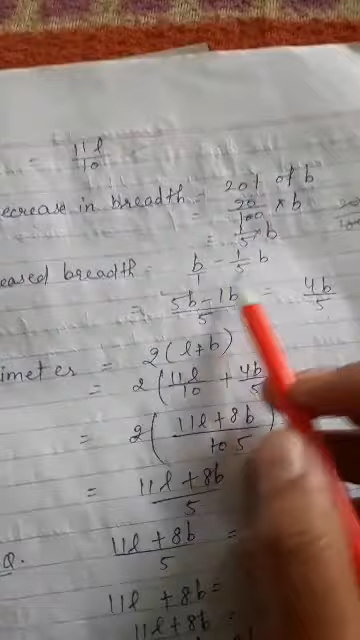 = 11l/10
ecrease in breadth = 20% of b
= 20/100 × b
= 1/5 × b
eased breadth = b/1 - 1/5 b
= 5b - 1b/5 = 4b/5
imeter = 2(l+b)
= 2(11l/10 + 4b/5
= 2(11l + 8b/10 5)
= 11l + 8b/5
Q. 11l + 8b/5 =
11l + 8b =
11l + 8b =